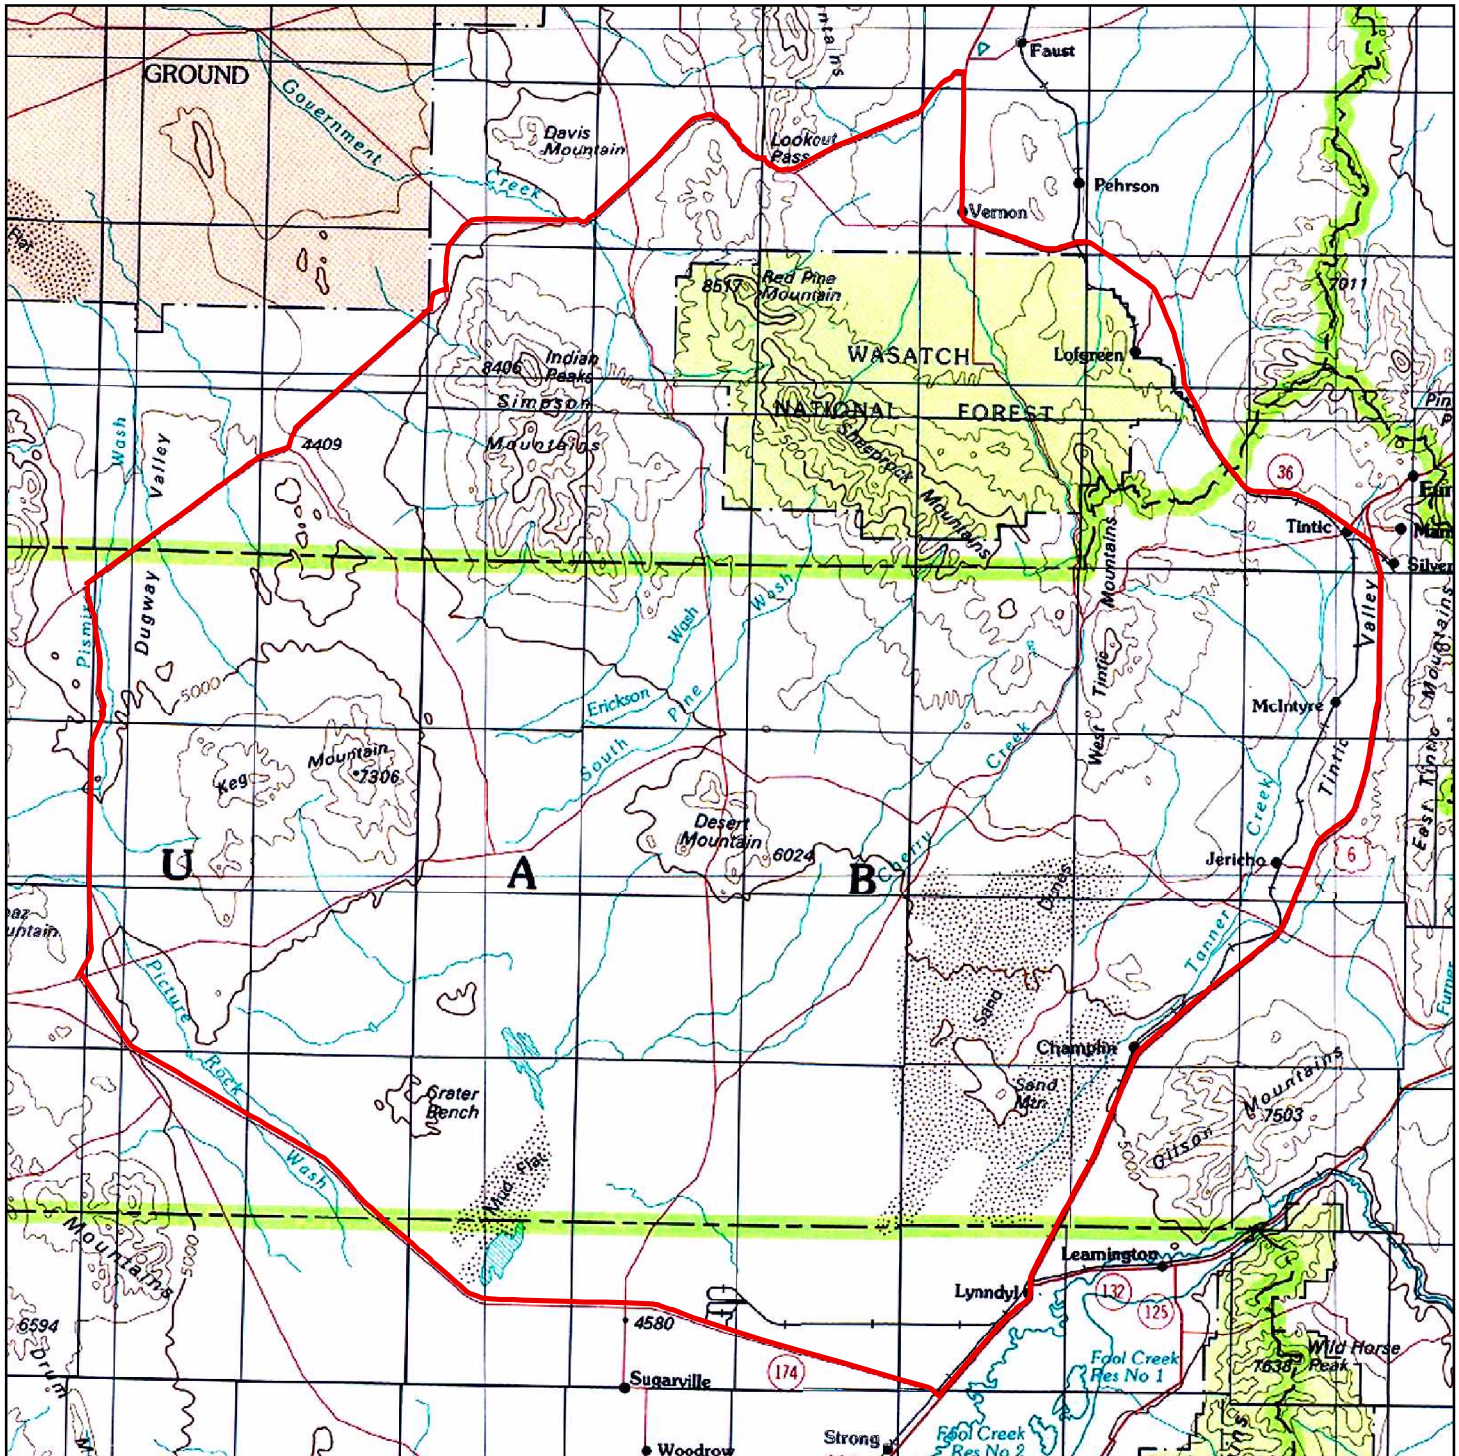 Faust
GROUND
Government
Creek
Davis
Mountain
Lookout
Pass
Pehrson
Vernon
Flat
8517
Red Pine
Mountain
7011
WASATCH
Lofgreen
8406
Indian
Peaks
Simpson
NATIONAL FOREST
Mountains
Sheeprock Mountains
4409
Wash
Valley
36
Tintic
Silver
Pismire
Dugway
Wash
Wash
Valley
West Tintic Mountains
East Tintic Mountains
Erickson
Pine
South
5000
McIntyre
Tintic
Creek
Keg
Mountain
7306
Desert
Mountain
6024
Cherry
Creek
Jericho
6
U A B
Dunes
Tanner
Picture
Rock
Wash
Sand
Champlin
Furner
Crater
Bench
Sand
Mtn
Gilson
Mountains
7503
5000
Mud
Flat
Mountains
5000
Leamington
Lynndyl
132
125
6594
Drum
4580
174
Sugarville
Fool Creek
Res No 1
Wild Horse
Peak
7638
Strong
Woodrow
Fool Creek
Res No 2